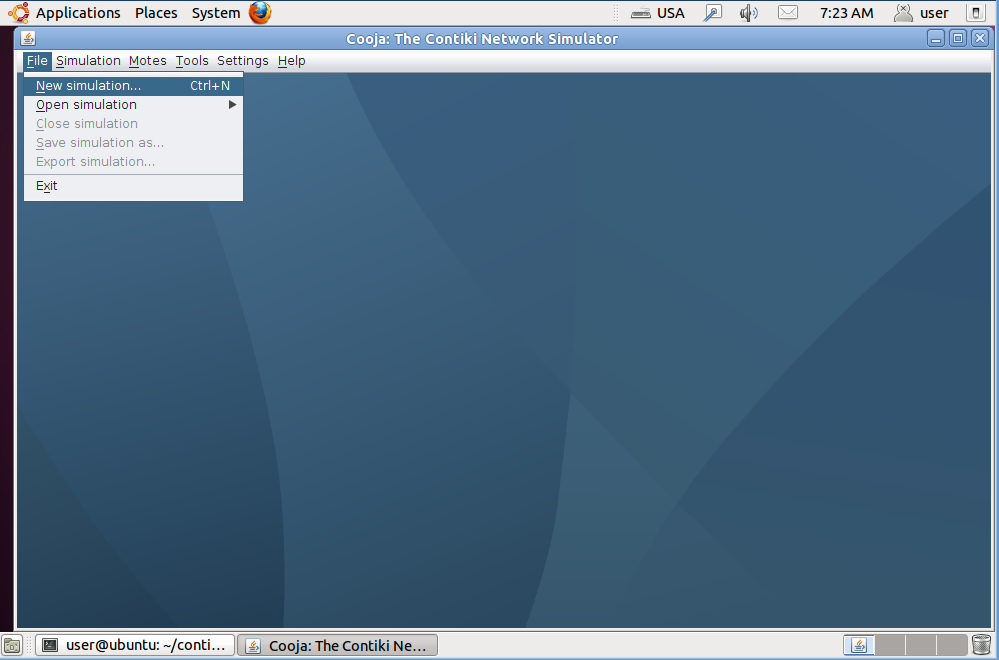 Applications Places System USA 7:23 AM user
Cooja: The Contiki Network Simulator
File Simulation Motes Tools Settings Help
New simulation... Ctrl+N
Open simulation
Close simulation
Save simulation as...
Export simulation...
Exit
user@ubuntu: ~/conti... Cooja: The Contiki Ne...